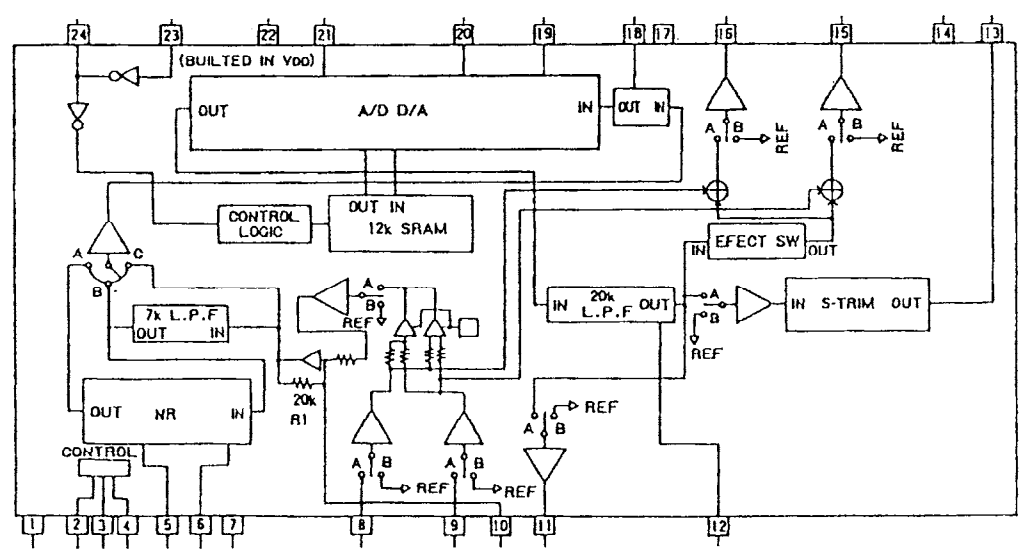 24 23 22 21 20 19 18 17 16 15 14 13
(BUILTED IN VDD)
OUT A/D D/A IN
OUT IN
A B
REF
A B
REF
OUT IN
12k SRAM
CONTROL
LOGIC
EFECT SW
IN OUT
A C
B
A
B
REF
7k L.P.F
OUT IN
IN 20k OUT
L.P.F
A
B
REF
IN S-TRIM OUT
20k
R1
OUT NR IN
CONTROL
A B
REF
A B
REF
A B
REF
1 2 3 4 5 6 7 8 9 10 11 12